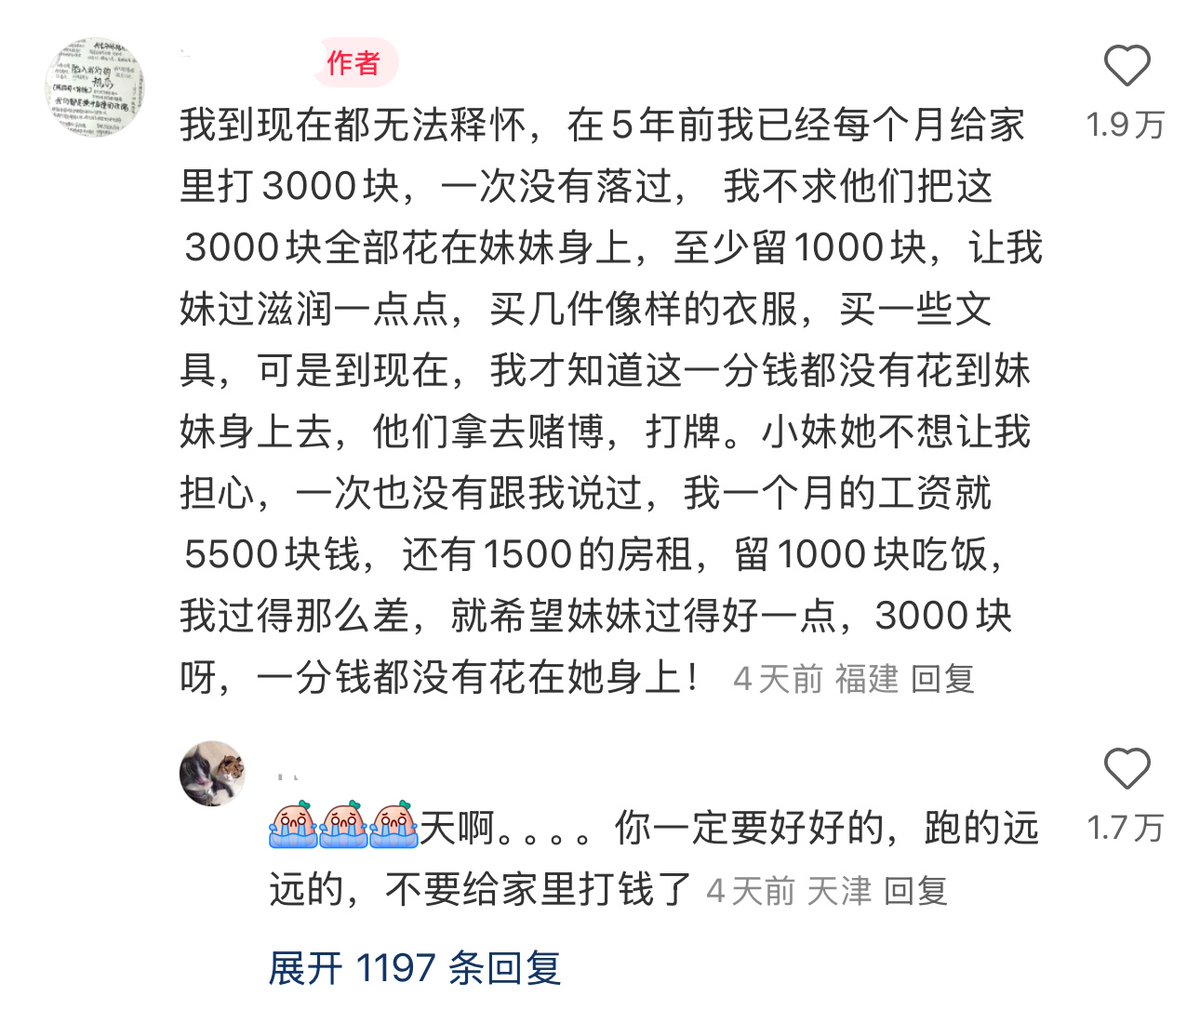 作者
我到现在都无法释怀，在5年前我已经每个月给家
1.9万
里打3000块，一次没有落过， 我不求他们把这
3000块全部花在妹妹身上，至少留1000块，让我
妹过滋润一点点，买几件像样的衣服，买一些文
具，可是到现在，我才知道这一分钱都没有花到妹
妹身上去，他们拿去赌博，打牌。小妹她不想让我
担心，一次也没有跟我说过，我一个月的工资就
5500块钱，还有1500的房租，留1000块吃饭，
我过得那么差，就希望妹妹过得好一点，3000块
呀，一分钱都没有花在她身上！ 4天前 福建 回复
天啊。。。。你一定要好好的，跑的远
1.7万
远的，不要给家里打钱了 4天前 天津 回复
展开 1197 条回复